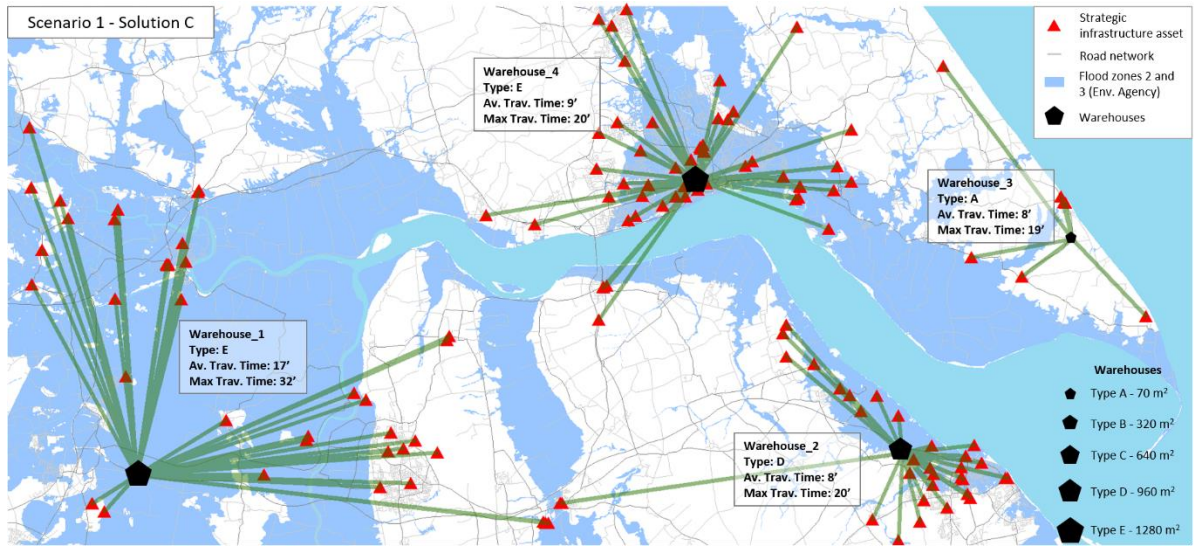 Scenario 1 - Solution C
Strategic
infrastructure asset
Road network
Flood zones 2 and
3 (Env. Agency)
Warehouses
Warehouse_4
Type: E
Av. Trav. Time: 9'
Max Trav. Time: 20'
Warehouse_3
Type: A
Av. Trav. Time: 8'
Max Trav. Time: 19'
Warehouse_1
Type: E
Av. Trav. Time: 17'
Max Trav. Time: 32'
Warehouse_2
Type: D
Av. Trav. Time: 8'
Max Trav. Time: 20'
Warehouses
Type A - 70 m²
Type B - 320 m²
Type C - 640 m²
Type D - 960 m²
Type E - 1280 m²